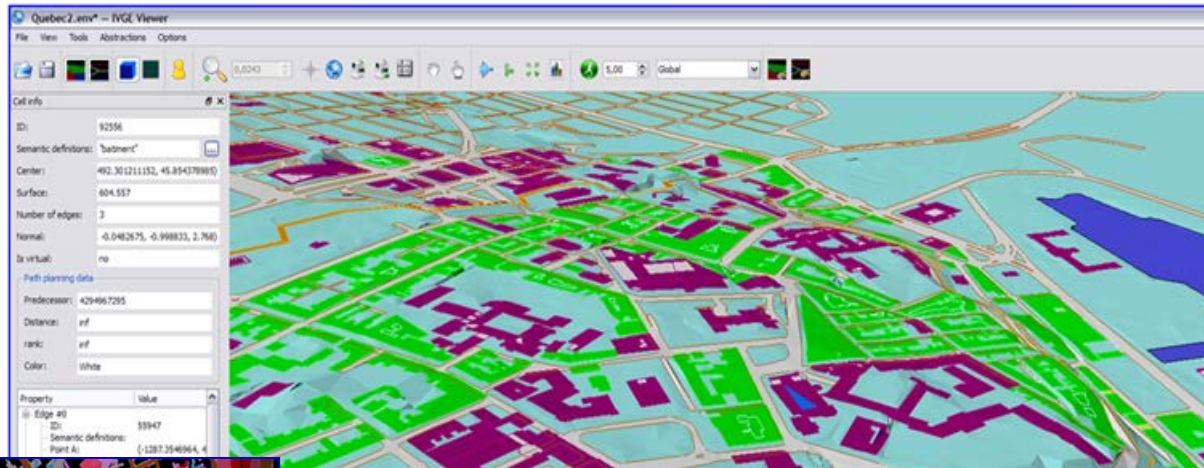 Quebec2.env* — IVGE Viewer
File View Tools Abstractions Options
0,0243 5,00 Global
Cell info
ID: 92556
Semantic definitions: "batiment" ...
Center: 492.301211152, 45.854378985)
Surface: 604.557
Number of edges: 3
Normal: -0.0482675, -0.998833, 2.768)
Is virtual: no
Path planning data
Predecessor: 4294967295
Distance: inf
rank: inf
Color: White
Property Value
Edge #0
ID: 55947
Semantic definitions:
Point A: (-1287.3546964, 4